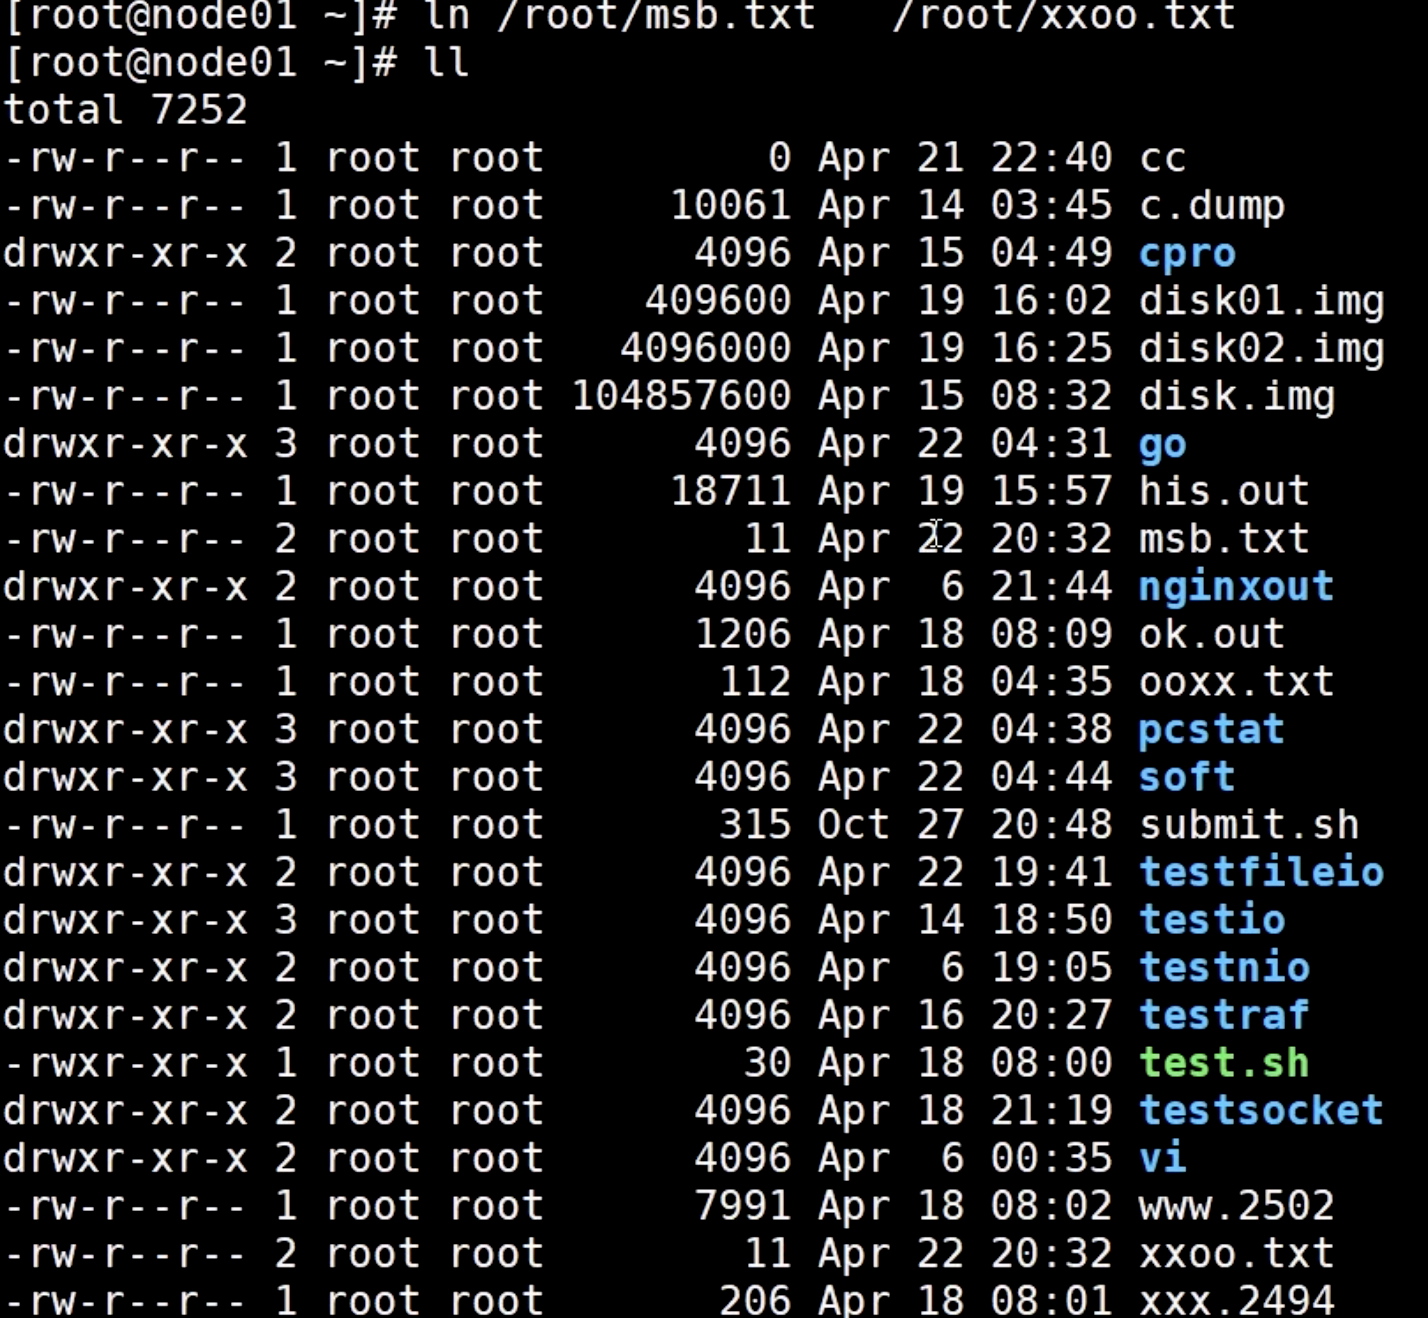 [root@node01 ~]# ln /root/msb.txt   /root/xxoo.txt
[root@node01 ~]# ll
total 7252
-rw-r--r-- 1 root root         0 Apr 21 22:40 cc
-rw-r--r-- 1 root root     10061 Apr 14 03:45 c.dump
drwxr-xr-x 2 root root      4096 Apr 15 04:49 cpro
-rw-r--r-- 1 root root    409600 Apr 19 16:02 disk01.img
-rw-r--r-- 1 root root   4096000 Apr 19 16:25 disk02.img
-rw-r--r-- 1 root root 104857600 Apr 15 08:32 disk.img
drwxr-xr-x 3 root root      4096 Apr 22 04:31 go
-rw-r--r-- 1 root root     18711 Apr 19 15:57 his.out
-rw-r--r-- 2 root root        11 Apr 22 20:32 msb.txt
drwxr-xr-x 2 root root      4096 Apr  6 21:44 nginxout
-rw-r--r-- 1 root root      1206 Apr 18 08:09 ok.out
-rw-r--r-- 1 root root       112 Apr 18 04:35 ooxx.txt
drwxr-xr-x 3 root root      4096 Apr 22 04:38 pcstat
drwxr-xr-x 3 root root      4096 Apr 22 04:44 soft
-rw-r--r-- 1 root root       315 Oct 27 20:48 submit.sh
drwxr-xr-x 2 root root      4096 Apr 22 19:41 testfileio
drwxr-xr-x 3 root root      4096 Apr 14 18:50 testio
drwxr-xr-x 2 root root      4096 Apr  6 19:05 testnio
drwxr-xr-x 2 root root      4096 Apr 16 20:27 testraf
-rwxr-xr-x 1 root root        30 Apr 18 08:00 test.sh
drwxr-xr-x 2 root root      4096 Apr 18 21:19 testsocket
drwxr-xr-x 2 root root      4096 Apr  6 00:35 vi
-rw-r--r-- 1 root root      7991 Apr 18 08:02 www.2502
-rw-r--r-- 2 root root        11 Apr 22 20:32 xxoo.txt
-rw-r--r-- 1 root root       206 Apr 18 08:01 xxx.2494